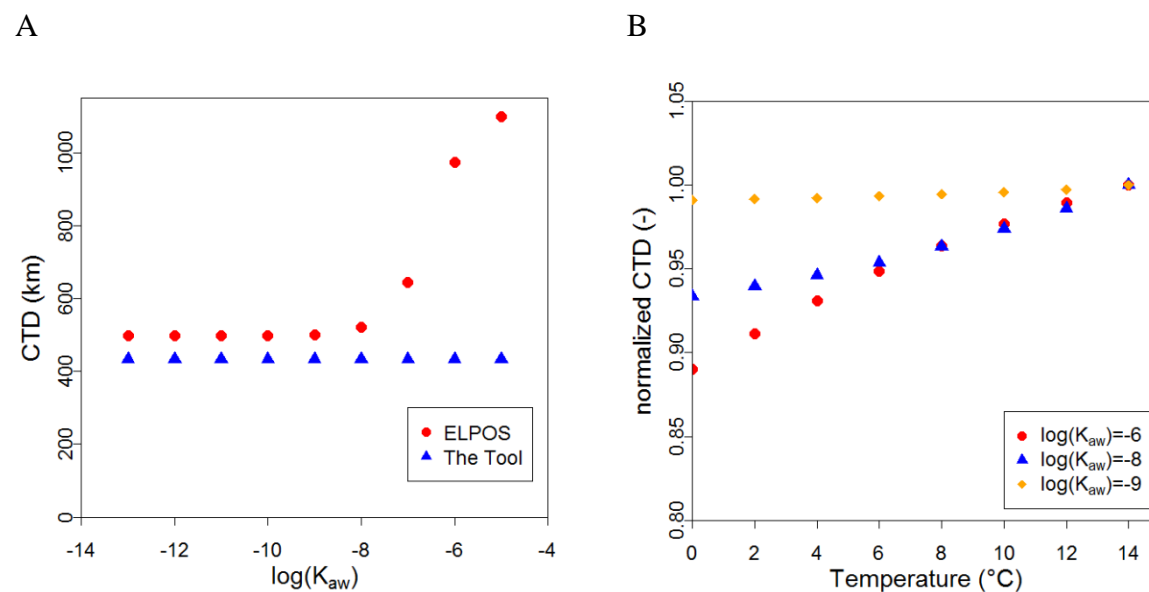 A
CTD (km)
1000
800
600
400
200
0
ELPOS
The Tool
-14
-12
-10
-8
-6
-4
log(Kaw)
B
normalized CTD (-)
1.05
1.00
0.95
0.90
0.85
0.80
log(Kaw)=-6
log(Kaw)=-8
log(Kaw)=-9
0
2
4
6
8
10
12
14
Temperature (°C)